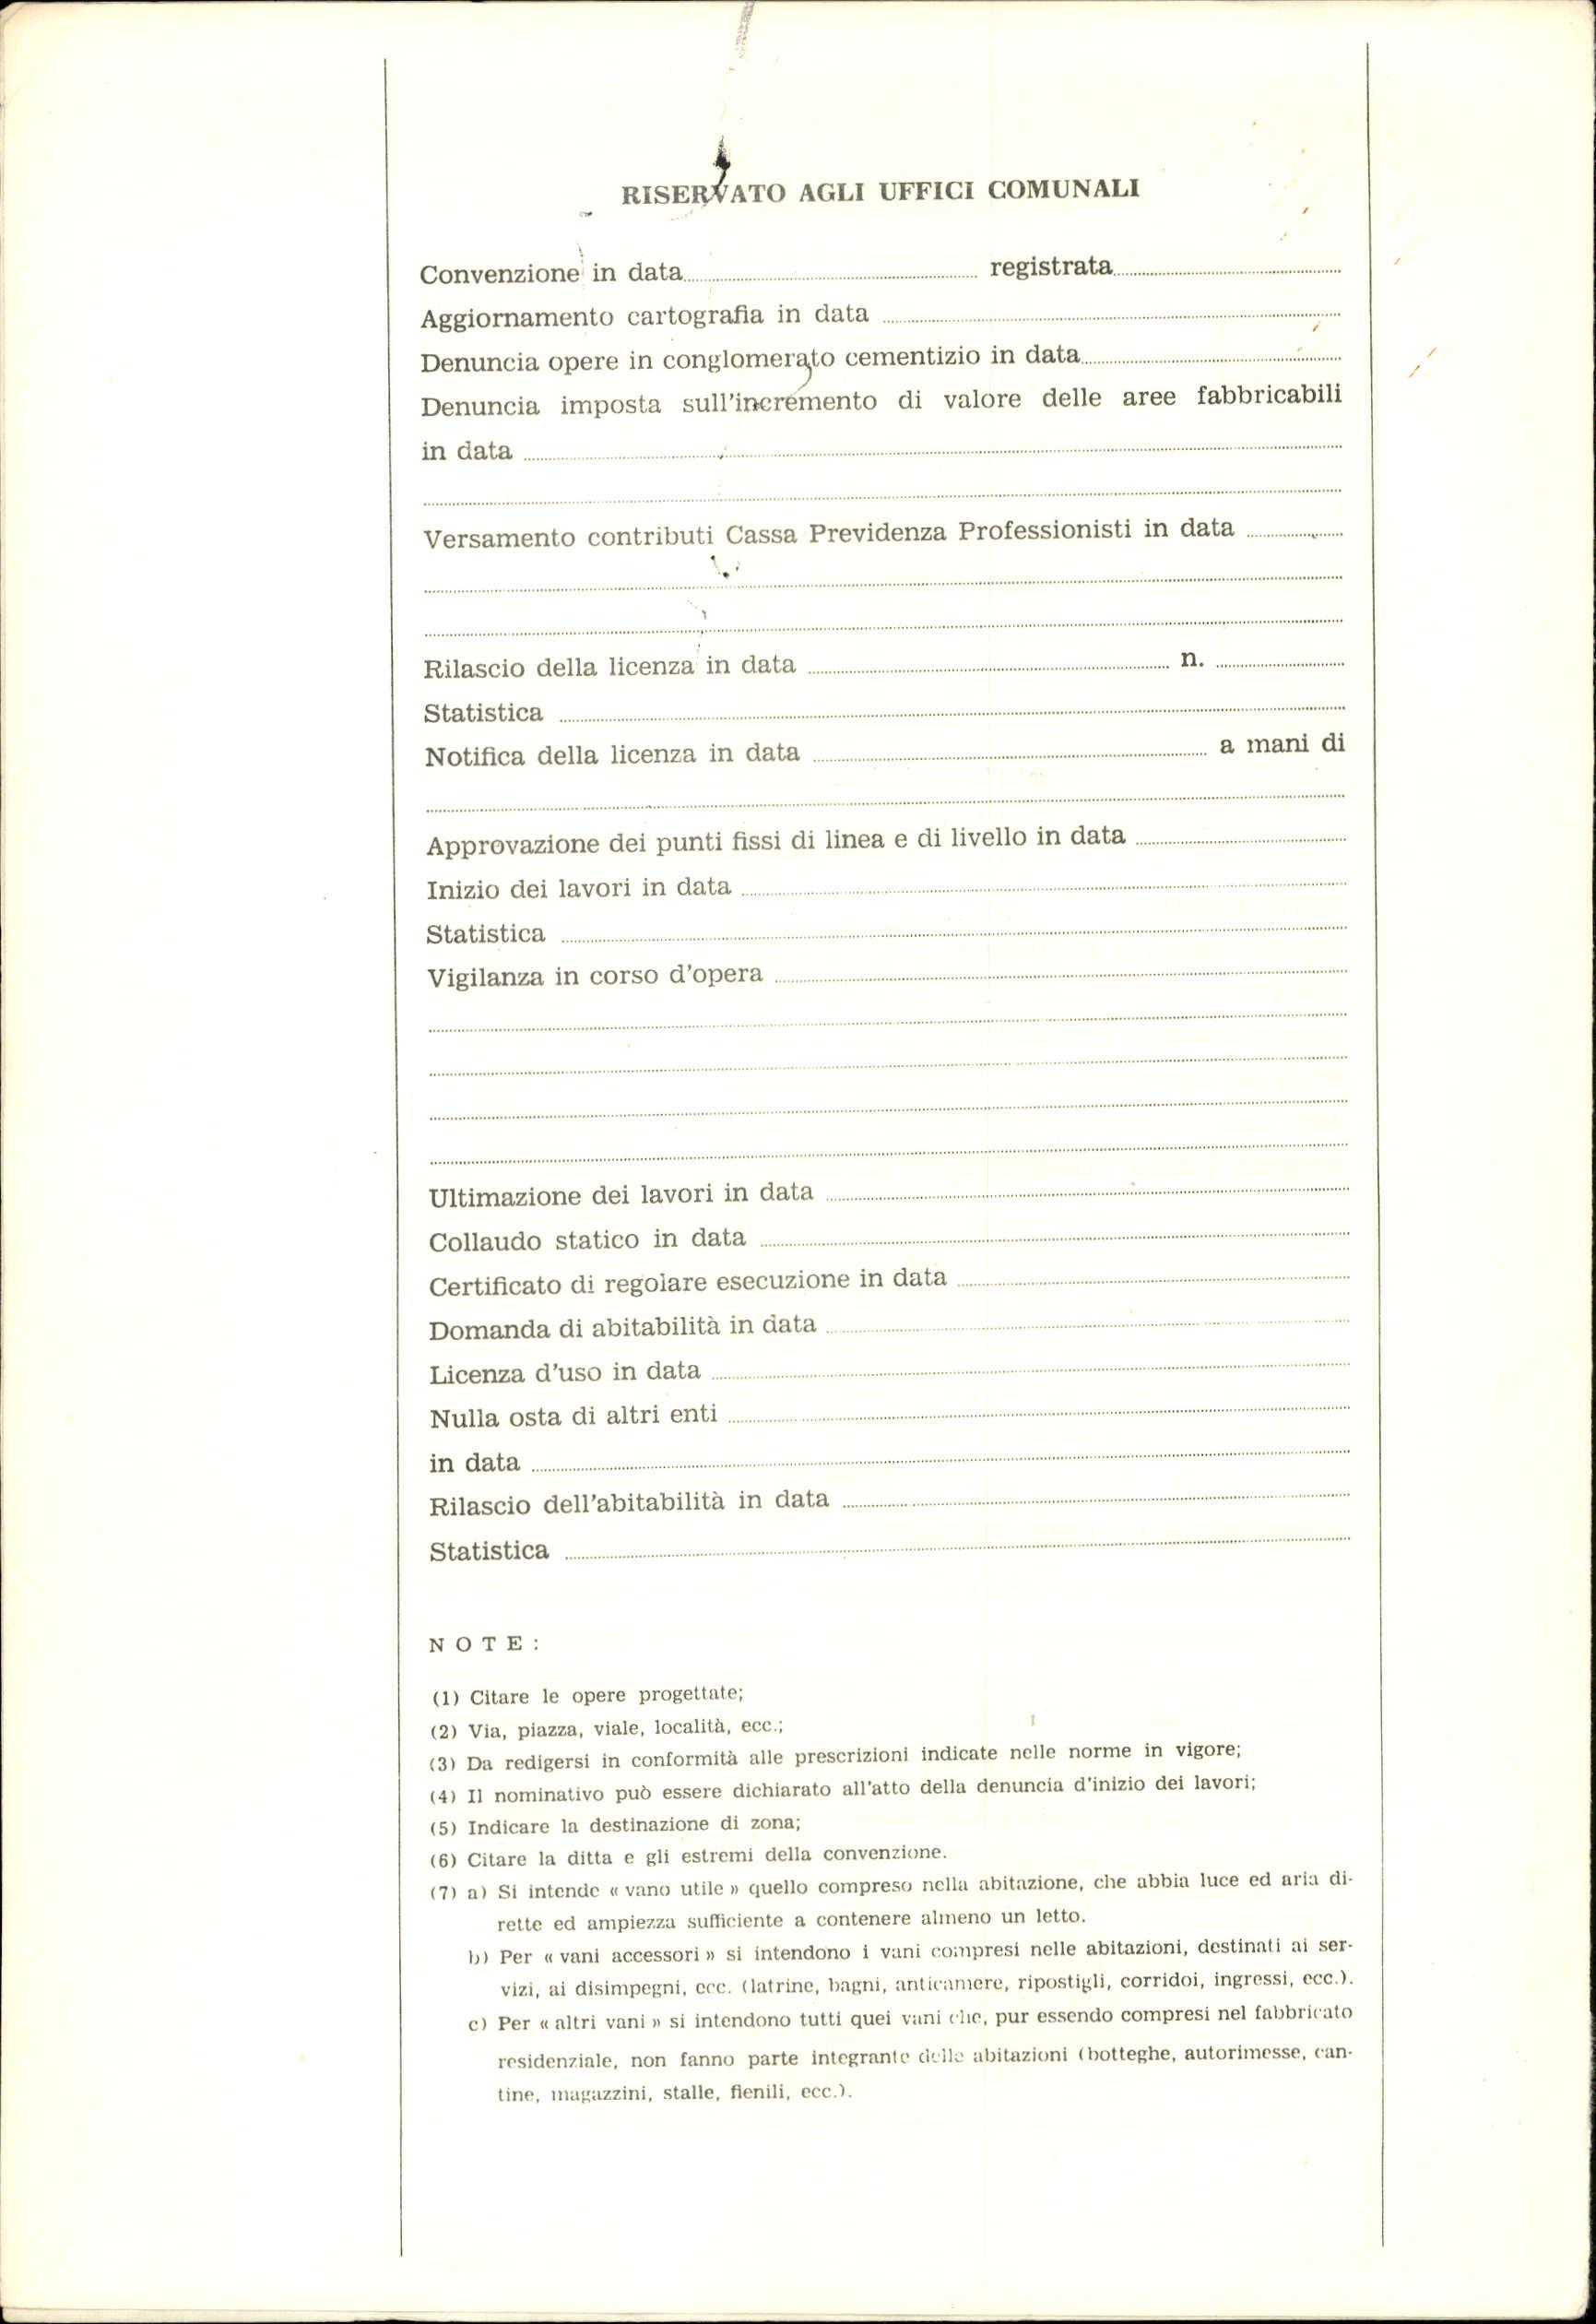 RISERVATO AGLI UFFICI COMUNALI
Convenzione in data registrata
Aggiornamento cartografia in data
Denuncia opere in conglomerato cementizio in data
Denuncia imposta sull'incremento di valore delle aree fabbricabili
in data
Versamento contributi Cassa Previdenza Professionisti in data
Rilascio della licenza in data n.
Statistica
Notifica della licenza in data a mani di
Approvazione dei punti fissi di linea e di livello in data
Inizio dei lavori in data
Statistica
Vigilanza in corso d'opera
Ultimazione dei lavori in data
Collaudo statico in data
Certificato di regolare esecuzione in data
Domanda di abitabilità in data
Licenza d'uso in data
Nulla osta di altri enti
in data
Rilascio dell'abitabilità in data
Statistica
NOTE:
(1) Citare le opere progettate;
(2) Via, piazza, viale, località, ecc.;
(3) Da redigersi in conformità alle prescrizioni indicate nelle norme in vigore;
(4) Il nominativo può essere dichiarato all'atto della denuncia d'inizio dei lavori;
(5) Indicare la destinazione di zona;
(6) Citare la ditta e gli estremi della convenzione.
(7) a) Si intende « vano utile » quello compreso nella abitazione, che abbia luce ed aria di-
rette ed ampiezza sufficiente a contenere almeno un letto.
b) Per « vani accessori » si intendono i vani compresi nelle abitazioni, destinati ai ser-
vizi, ai disimpegni, ecc. (latrine, bagni, anticamere, ripostigli, corridoi, ingressi, ecc.).
c) Per « altri vani » si intendono tutti quei vani che, pur essendo compresi nel fabbricato
residenziale, non fanno parte integrante delle abitazioni (botteghe, autorimesse, can-
tine, magazzini, stalle, fienili, ecc.).